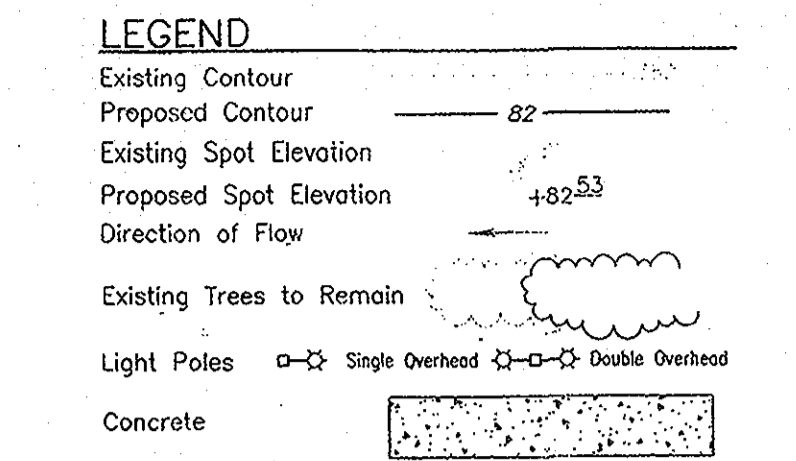 LEGEND
Existing Contour
Proposed Contour 82
Existing Spot Elevation
Proposed Spot Elevation +82 53
Direction of Flow
Existing Trees to Remain
Light Poles Single Overhead Double Overhead
Concrete